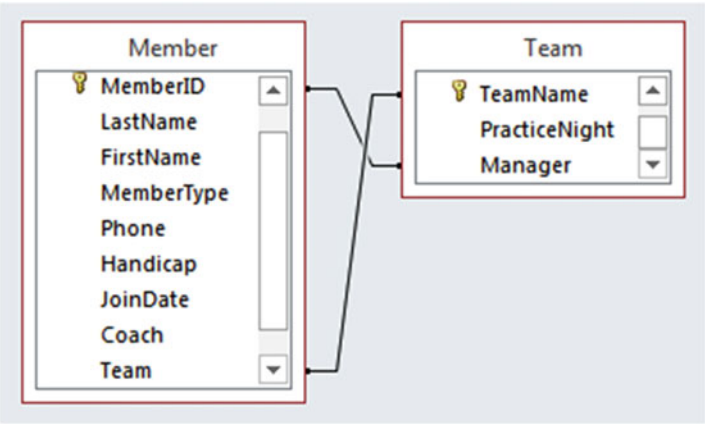 Member
MemberID
LastName
FirstName
MemberType
Phone
Handicap
JoinDate
Coach
Team
Team
TeamName
PracticeNight
Manager